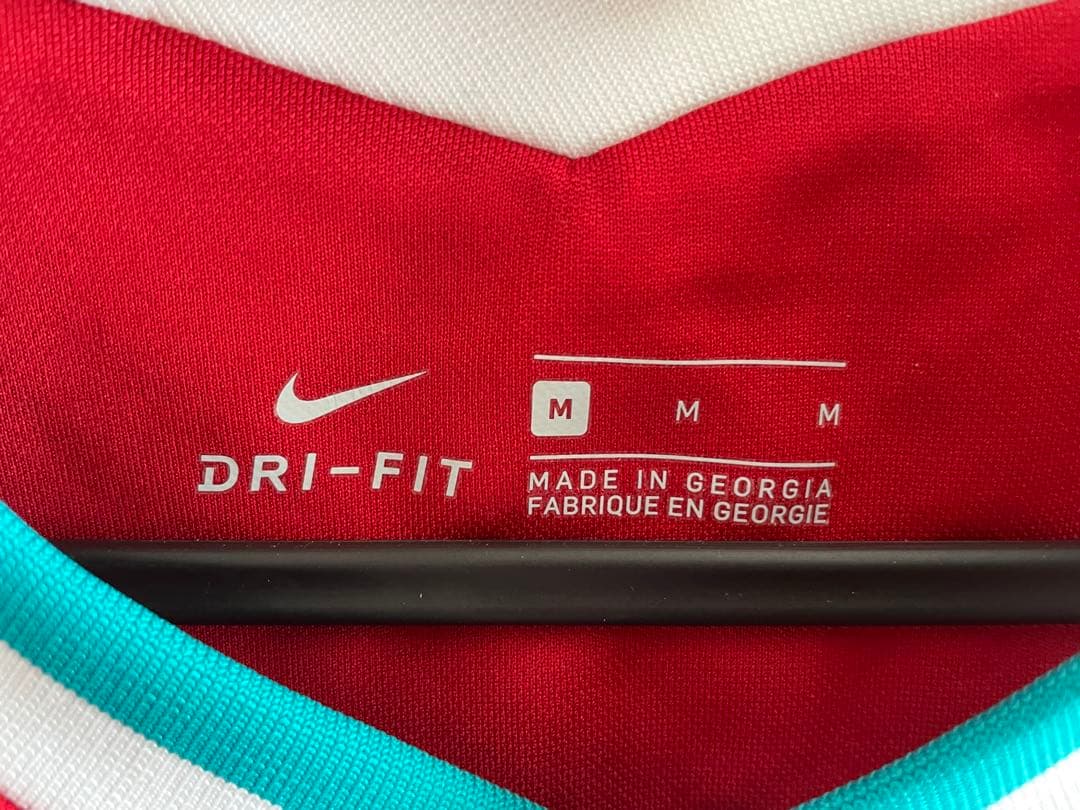 DRI-FIT
M M M
MADE IN GEORGIA
FABRIQUE EN GEORGIE